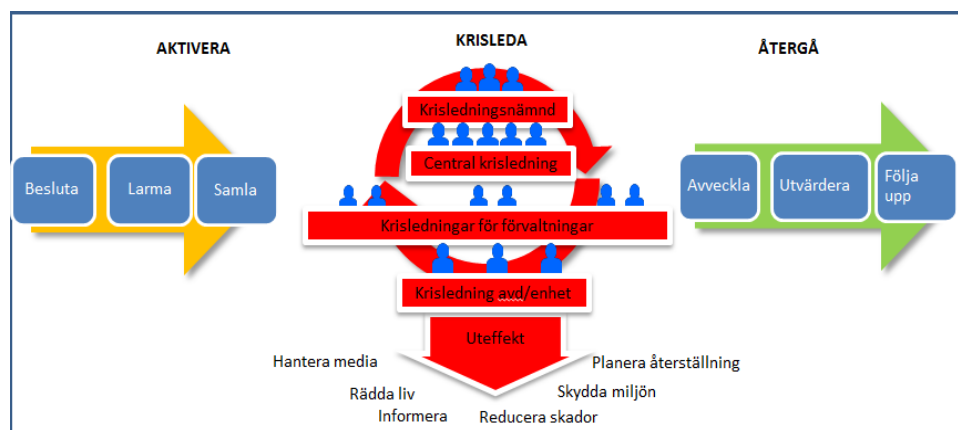 AKTIVERA
KRISLEDA
ÅTERGÅ
Besluta
Larma
Samla
Krisledningsnämnd
Central krisledning
Krisledningar för förvaltningar
Krisledning avd/enhet
Uteffekt
Avveckla
Utvärdera
Följa
upp
Hantera media
Planera återställning
Rädda liv
Skydda miljön
Informera
Reducera skador